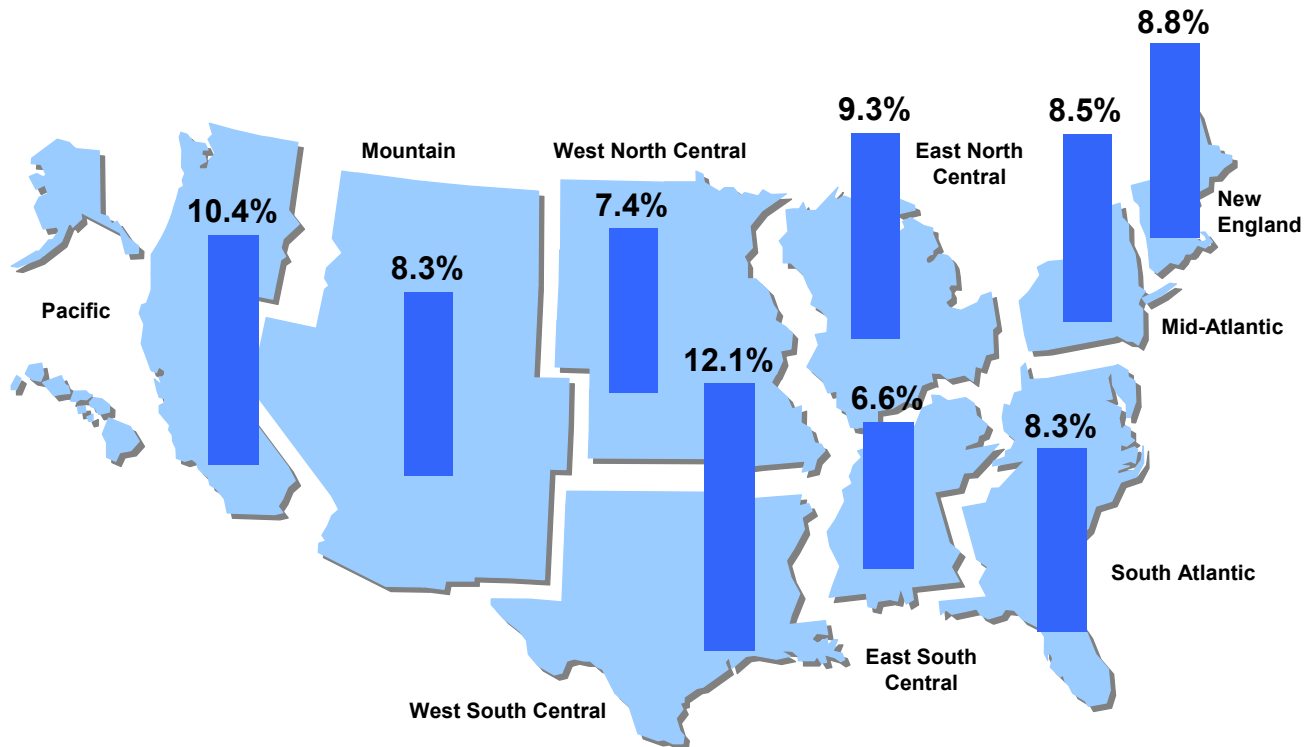 8.8%
9.3%
8.5%
Mountain
West North Central
East North
Central
10.4%
7.4%
New
England
8.3%
Pacific
Mid-Atlantic
12.1%
6.6%
8.3%
South Atlantic
East South
Central
West South Central